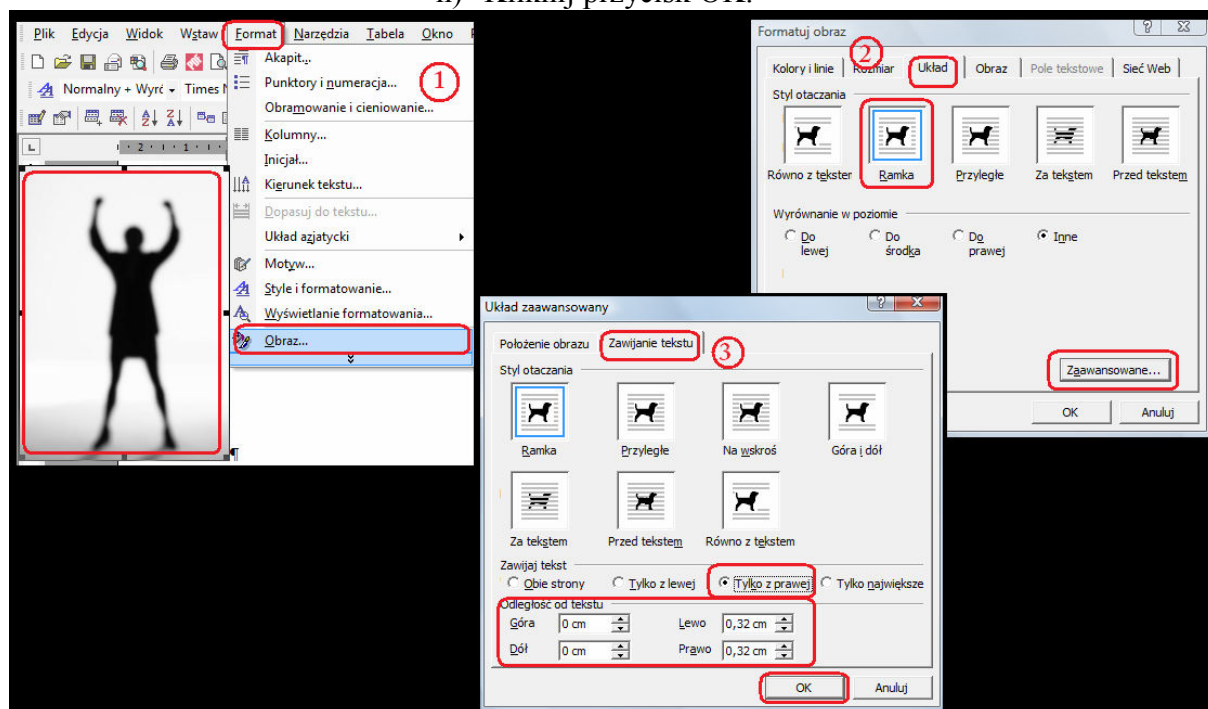 Plik Edycja Widok Wstaw Format Narzędzia Tabela Okno
Normalny + Wyrć Times
L
2 1
Akapit...
Punktory i numeracja...
Obramowanie i cieniowanie...
Kolumny...
Inicjał...
Kierunek tekstu...
Dopasuj do tekstu...
Układ azjatycki
Motyw...
Style i formatowanie...
Wyświetlanie formatowania...
Obraz...
1
¶
Formatuj obraz
2
Kolory i linie Rozmiar Układ Obraz Pole tekstowe Sieć Web
Styl otaczania
Równo z tekster Ramka Przyległe Za tekstem Przed tekstem
Wyrównanie w poziomie
Do lewej Do środka Do prawej Inne
Zaawansowane...
OK Anuluj
Układ zaawansowany
Położenie obrazu Zawijanie tekstu
3
Styl otaczania
Ramka Przyległe Na wskroś Góra i dół
Za tekstem Przed tekstem Równo z tekstem
Zawijaj tekst
Obie strony Tylko z lewej Tylko z prawej Tylko największe
Odległość od tekstu
Góra 0 cm Lewo 0,32 cm
Dół 0 cm Prawo 0,32 cm
OK Anuluj